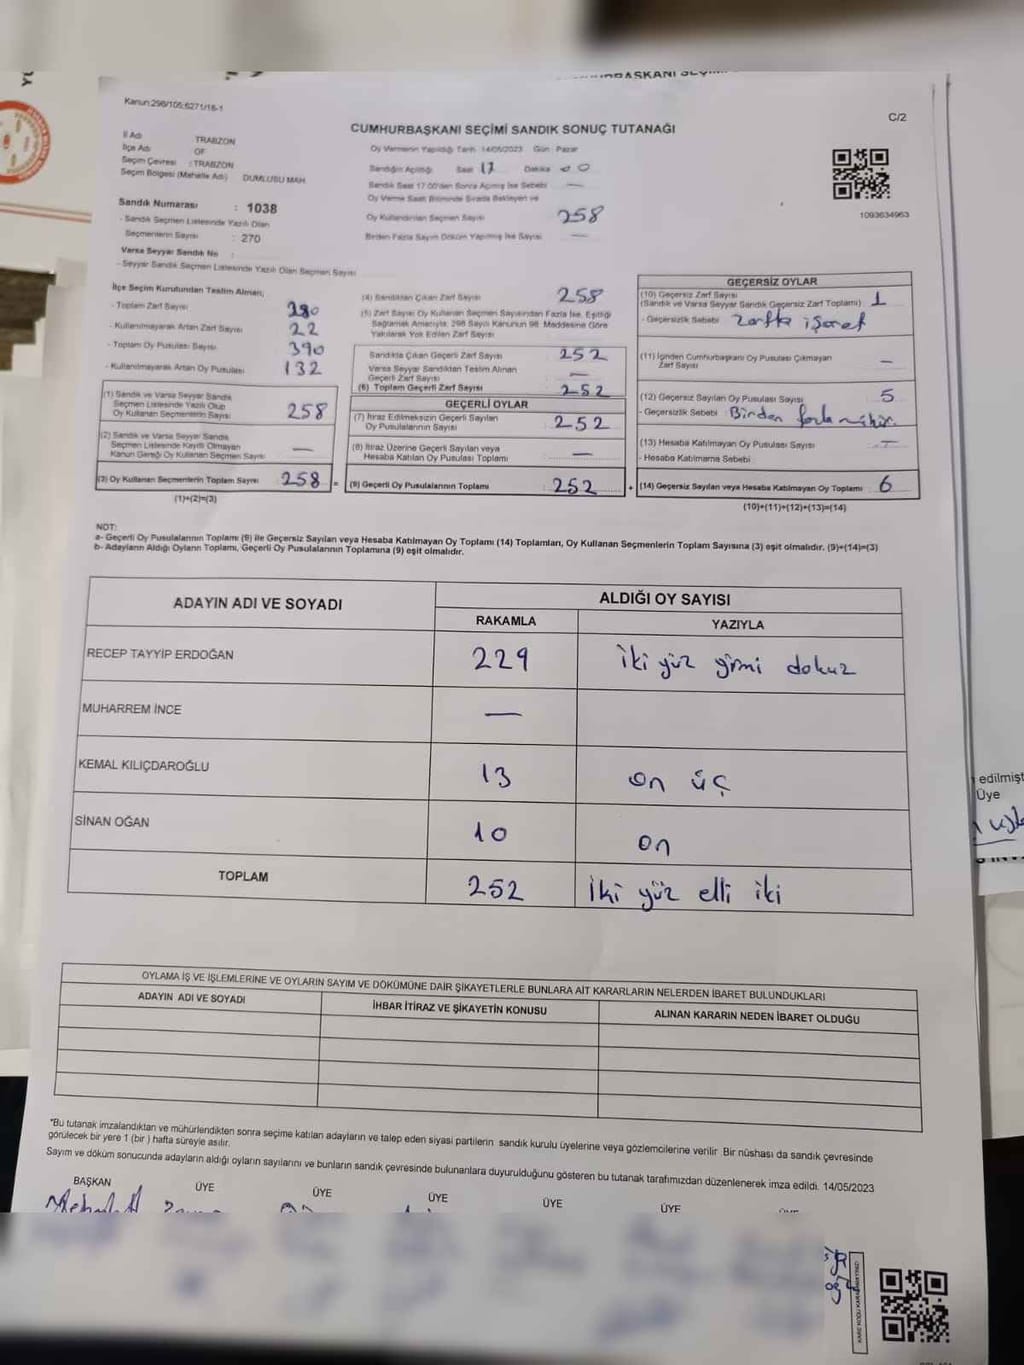 Kanun:298/105;6271/16-1
CUMHURBAŞKANI SEÇİMİ SANDIK SONUÇ TUTANAĞI
C/2
İl Adı TRABZON
İlçe Adı OF
Seçim Çevresi : TRABZON
Seçim Bölgesi (Mahalle Adı) DUMLUSU MAH.
Sandık Numarası : 1038
- Sandık Seçmen Listesinde Yazılı Olan
Seçmenlerin Sayısı : 270
Varsa Seyyar Sandık No :
- Seyyar Sandık Seçmen Listesinde Yazılı Olan Seçmen Sayısı
Oy Vermenin Yapıldığı Tarih 14/05/2023 Gün : Pazar
Sandığın Açıldığı Saat 17 Dakika 00
Sandık Saat 17.00'den Sonra Açılmış İse Sebebi —
Oy Verme Saati Bitiminde Sırada Bekleyen ve
Oy Kullandırılan Seçmen Sayısı 258
Birden Fazla Sayım Döküm Yapılmış İse Sayısı —
1093634963
İlçe Seçim Kurulundan Teslim Alınan;
- Toplam Zarf Sayısı 280
- Kullanılmayarak Artan Zarf Sayısı 22
- Toplam Oy Pusulası Sayısı 390
- Kullanılmayarak Artan Oy Pusulası 132
(1) Sandık ve Varsa Seyyar Sandık
Seçmen Listesinde Yazılı Olup
Oy Kullanan Seçmenlerin Sayısı 258
(2) Sandık ve Varsa Seyyar Sandık
Seçmen Listesinde Kayıtlı Olmayan
Kanun Gereği Oy Kullanan Seçmen Sayısı —
(3) Oy Kullanan Seçmenlerin Toplam Sayısı 258 =
(1)+(2)=(3)
(4) Sandıktan Çıkan Zarf Sayısı 258
(5) Zarf Sayısı Oy Kullanan Seçmen Sayısından Fazla İse, Eşitliği
Sağlamak Amacıyla, 298 Sayılı Kanunun 98. Maddesine Göre
Yakılarak Yok Edilen Zarf Sayısı
Sandıkta Çıkan Geçerli Zarf Sayısı 252
Varsa Seyyar Sandıktan Teslim Alınan
Geçerli Zarf Sayısı —
(6) Toplam Geçerli Zarf Sayısı 252
GEÇERLİ OYLAR
(7) İtiraz Edilmeksizin Geçerli Sayılan
Oy Pusulalarının Sayısı 252
(8) İtiraz Üzerine Geçerli Sayılan veya
Hesaba Katılan Oy Pusulası Toplamı —
(9) Geçerli Oy Pusulalarının Toplamı 252 +
GEÇERSİZ OYLAR
(10) Geçersiz Zarf Sayısı
(Sandık ve Varsa Seyyar Sandık Geçersiz Zarf Toplamı) 1
- Geçersizlik Sebebi zarfta işaret
(11) İçinden Cumhurbaşkanı Oy Pusulası Çıkmayan
Zarf Sayısı —
(12) Geçersiz Sayılan Oy Pusulası Sayısı 5
- Geçersizlik Sebebi Birden fazla mühür.
(13) Hesaba Katılmayan Oy Pusulası Sayısı —
- Hesaba Katılmama Sebebi
(14) Geçersiz Sayılan veya Hesaba Katılmayan Oy Toplamı 6
(10)+(11)+(12)+(13)=(14)
NOT:
a- Geçerli Oy Pusulalarının Toplamı (9) ile Geçersiz Sayılan veya Hesaba Katılmayan Oy Toplamı (14) Toplamları, Oy Kullanan Seçmenlerin Toplam Sayısına (3) eşit olmalıdır. (9)+(14)=(3)
b- Adayların Aldığı Oyların Toplamı, Geçerli Oy Pusulalarının Toplamına (9) eşit olmalıdır.
ADAYIN ADI VE SOYADI ALDIĞI OY SAYISI
RAKAMLA YAZIYLA
RECEP TAYYİP ERDOĞAN 229 iki yüz yirmi dokuz
MUHARREM İNCE —
KEMAL KILIÇDAROĞLU 13 on üç
SİNAN OĞAN 10 on
TOPLAM 252 iki yüz elli iki
OYLAMA İŞ VE İŞLEMLERİNE VE OYLARIN SAYIM VE DÖKÜMÜNE DAİR ŞİKAYETLERLE BUNLARA AİT KARARLARIN NELERDEN İBARET BULUNDUKLARI
ADAYIN ADI VE SOYADI İHBAR İTİRAZ VE ŞİKAYETİN KONUSU ALINAN KARARIN NEDEN İBARET OLDUĞU
*Bu tutanak imzalandıktan ve mühürlendikten sonra seçime katılan adayların ve talep eden siyasi partilerin sandık kurulu üyelerine veya gözlemcilerine verilir. Bir nüshası da sandık çevresinde
görülecek bir yere 1 (bir ) hafta süreyle asılır.
Sayım ve döküm sonucunda adayların aldığı oyların sayılarını ve bunların sandık çevresinde bulunanlara duyurulduğunu gösteren bu tutanak tarafımızdan düzenlenerek imza edildi. 14/05/2023
BAŞKAN ÜYE ÜYE ÜYE ÜYE ÜYE
edilmişt
Üye